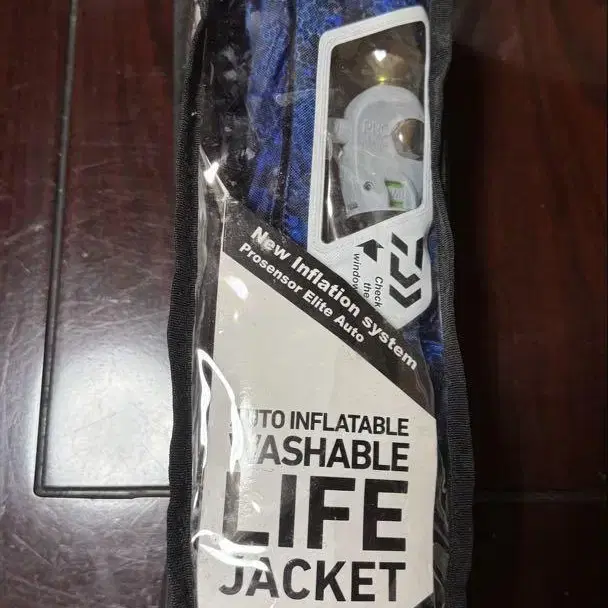 Check
the
window
New Inflation system
Prosensor Elite Auto
AUTO INFLATABLE
WASHABLE
LIFE
JACKET